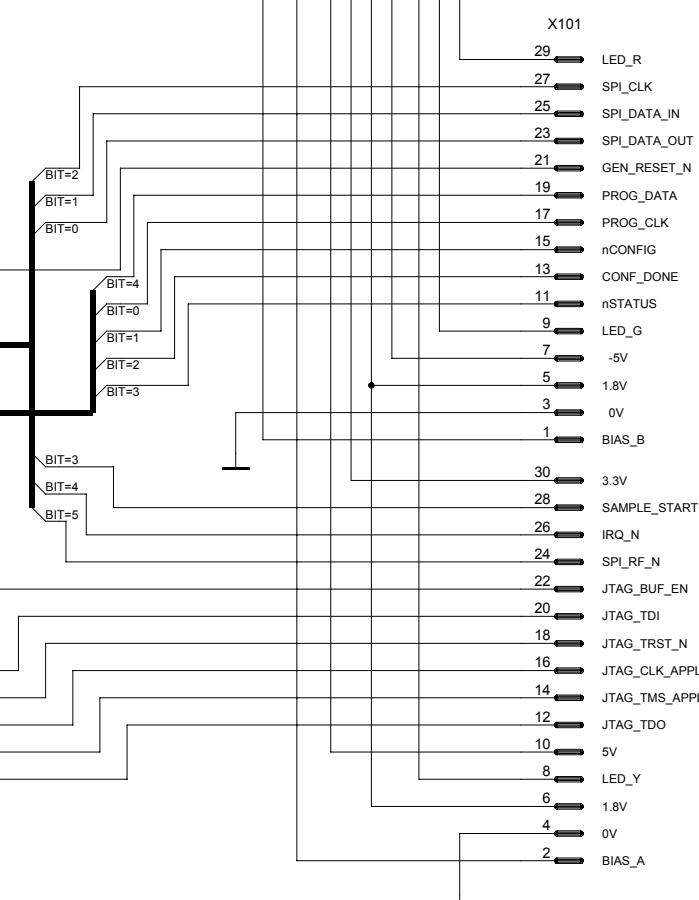 X101
29 LED_R
27 SPI_CLK
25 SPI_DATA_IN
23 SPI_DATA_OUT
21 GEN_RESET_N
BIT=2
19 PROG_DATA
BIT=1
17 PROG_CLK
BIT=0
15 nCONFIG
13 CONF_DONE
BIT=4
11 nSTATUS
BIT=0
9 LED_G
BIT=1
7 -5V
BIT=2
5 1.8V
BIT=3
3 0V
1 BIAS_B
BIT=3
30 3.3V
BIT=4
28 SAMPLE_START
BIT=5
26 IRQ_N
24 SPI_RF_N
22 JTAG_BUF_EN
20 JTAG_TDI
18 JTAG_TRST_N
16 JTAG_CLK_APPL
14 JTAG_TMS_APPL
12 JTAG_TDO
10 5V
8 LED_Y
6 1.8V
4 0V
2 BIAS_A